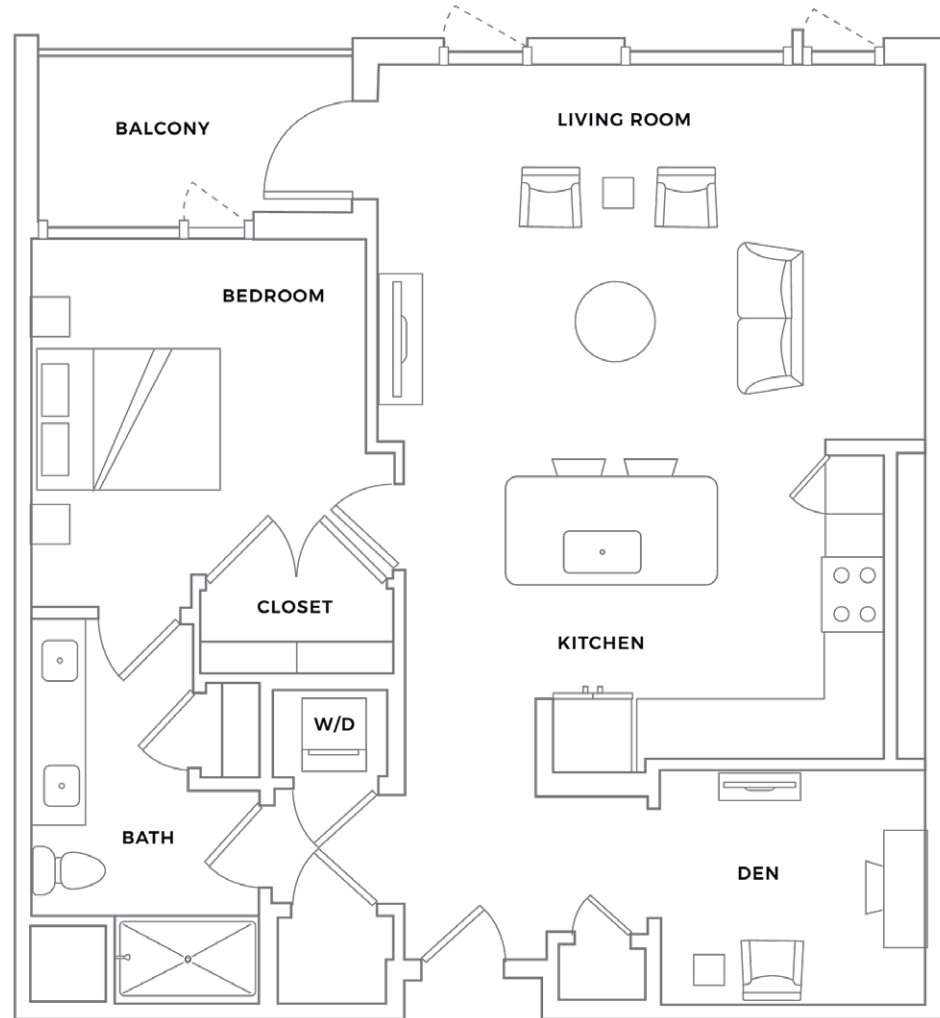 BALCONY
LIVING ROOM
BEDROOM
CLOSET
KITCHEN
W/D
BATH
DEN